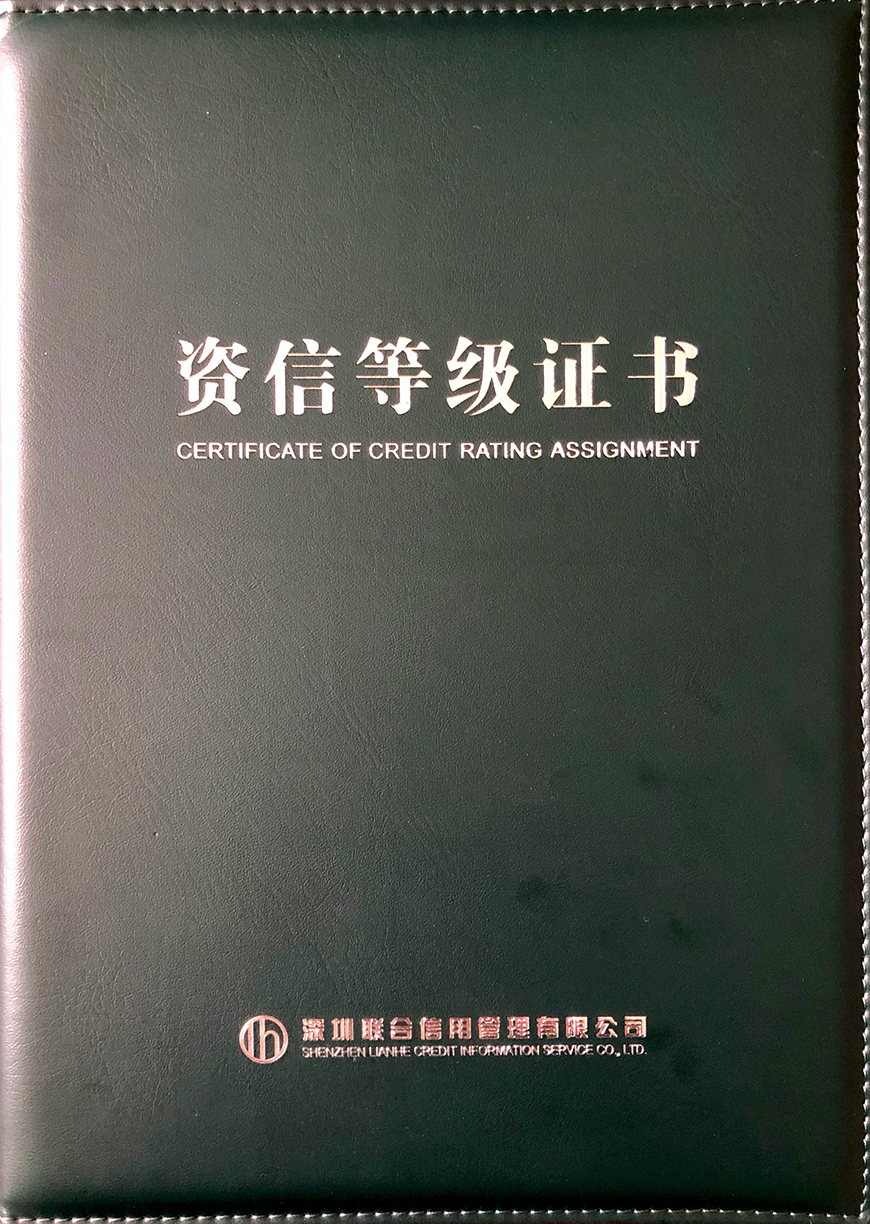 资信等级证书
CERTIFICATE OF CREDIT RATING ASSIGNMENT
深圳联合信用管理有限公司
SHENZHEN LIANHE CREDIT INFORMATION SERVICE CO., LTD.